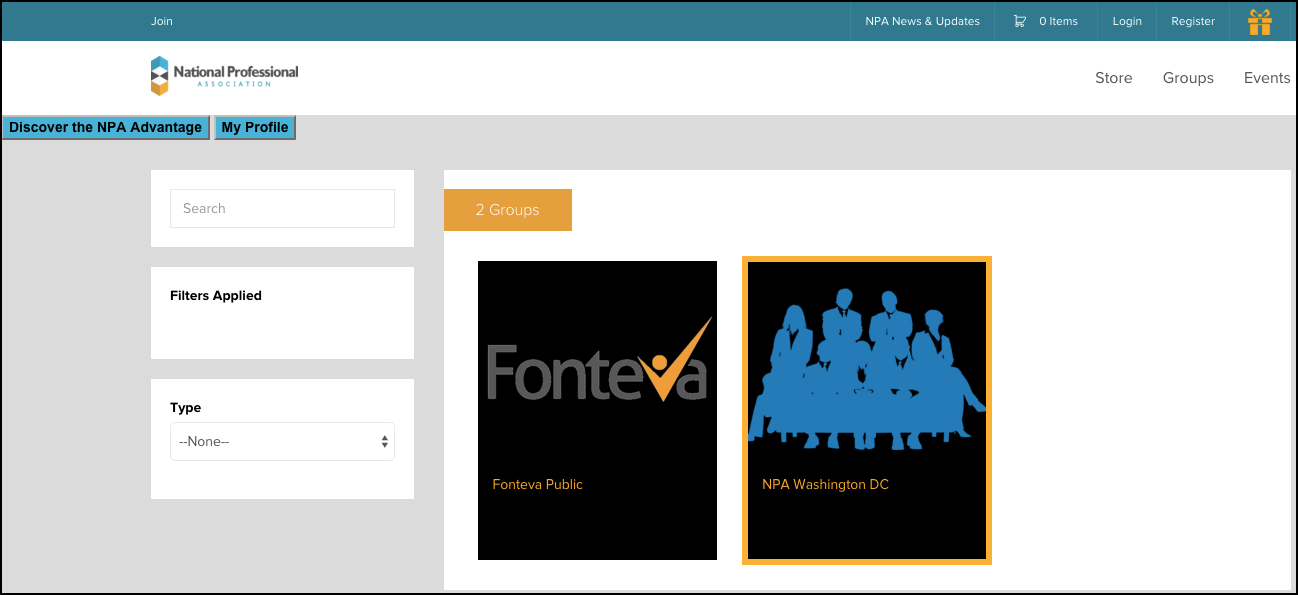 Join
NPA News & Updates
0 Items
Login
Register
National Professional
ASSOCIATION
Store
Groups
Events
Discover the NPA Advantage
My Profile
Search
Filters Applied
Type
--None--
2 Groups
Fonteva
Fonteva Public
NPA Washington DC